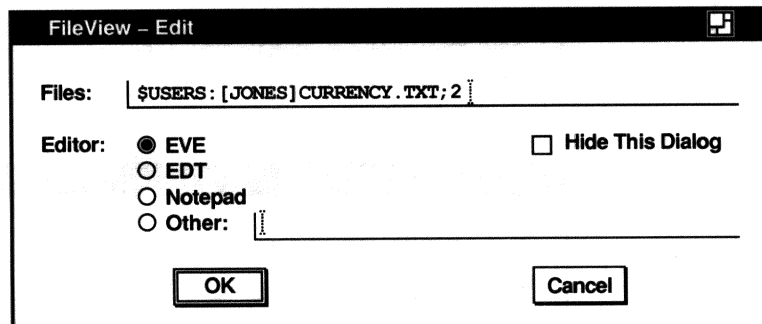 FileView – Edit
Files: $USERS:[JONES]CURRENCY.TXT;2
Editor: EVE Hide This Dialog
EDT
Notepad
Other:
OK Cancel